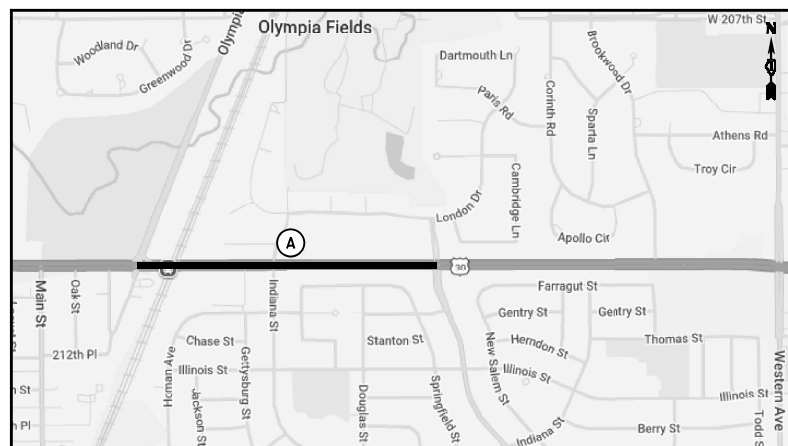 W 207th St
Olympia Fields
Olympia
N
Woodland Dr
Greenwood Dr
Dartmouth Ln
Brookwood Dr
Paris Rd
Corinth Rd
Sparta Ln
Athens Rd
Troy Cir
Cambridge Ln
London Dr
Apollo Cir
A
30
Main St
Oak St
Indiana St
Farragut St
Gentry St
Gentry St
Chase St
Stanton St
Herndon St
Thomas St
212th Pl
Homan Ave
Gettysburg St
Illinois St
New Salem St
Illinois St
Western Ave
Jackson St
Douglas St
Springfield St
Illinois St
n St
Pl
Indiana St
Berry St
Todd S